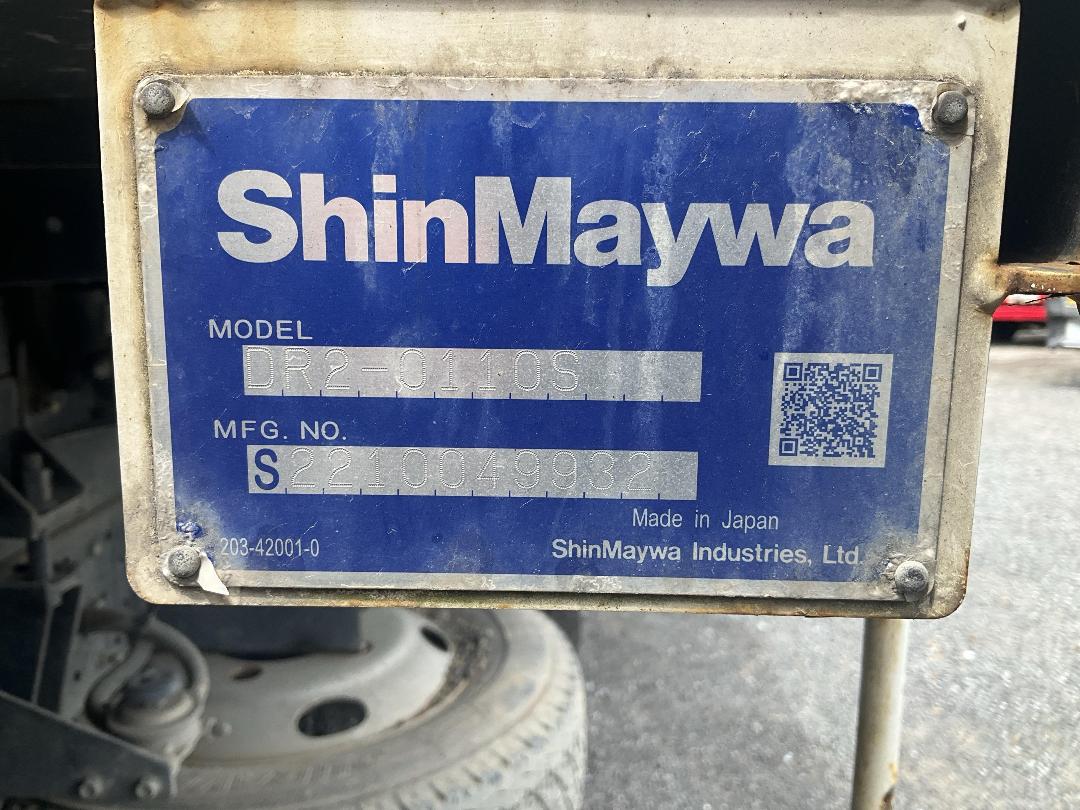 ShinMaywa
MODEL
DR2-0110S
MFG. NO.
S2210049932
Made in Japan
203-42001-0
ShinMaywa Industries, Ltd.